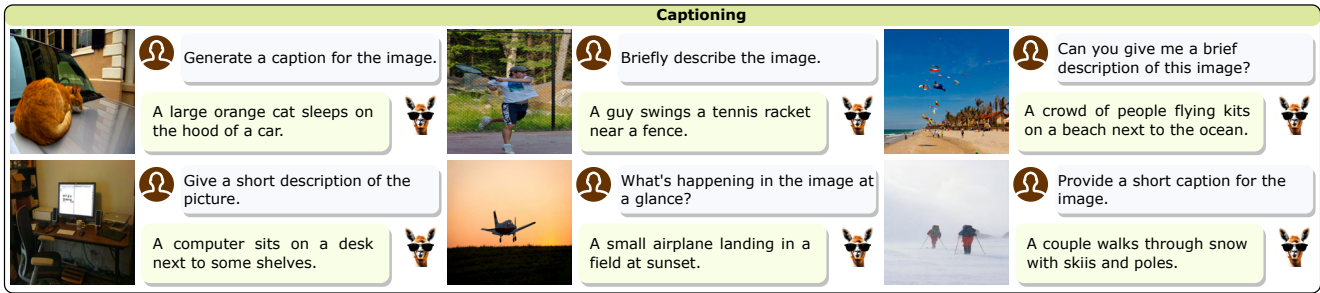 Captioning
Generate a caption for the image.
A large orange cat sleeps on
the hood of a car.
Briefly describe the image.
A guy swings a tennis racket
near a fence.
Can you give me a brief
description of this image?
A crowd of people flying kits
on a beach next to the ocean.
Give a short description of the
picture.
A computer sits on a desk
next to some shelves.
What's happening in the image at
a glance?
A small airplane landing in a
field at sunset.
Provide a short caption for the
image.
A couple walks through snow
with skiis and poles.